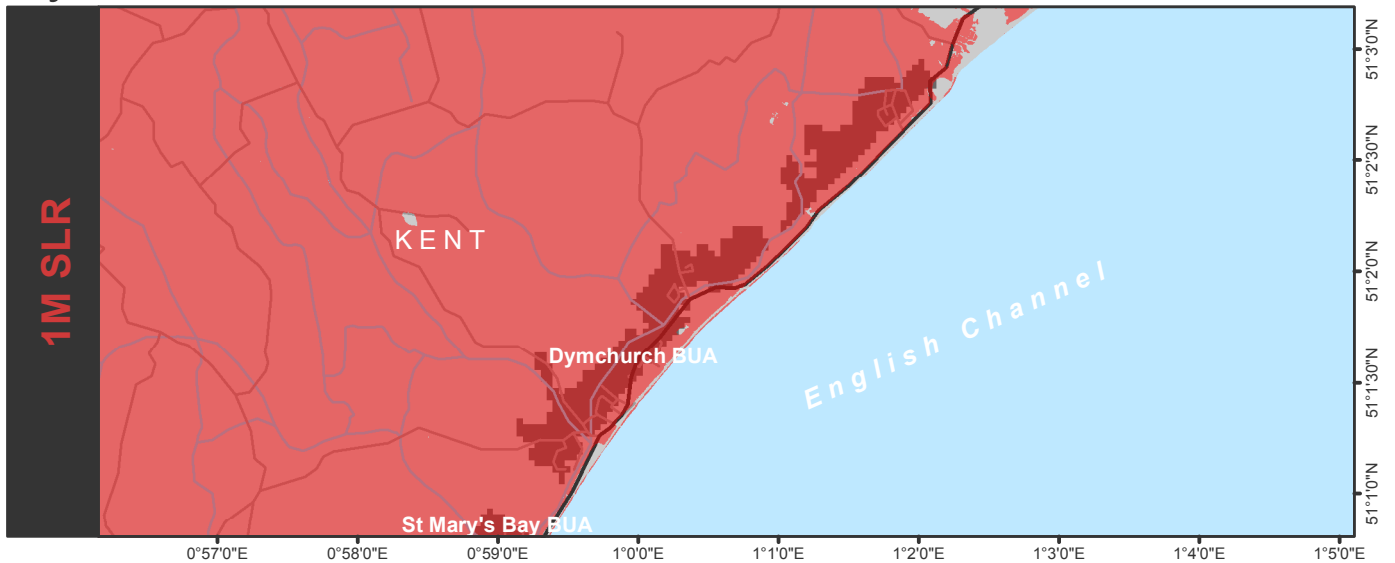 1M SLR
KENT
English Channel
Dymchurch BUA
St Mary's Bay BUA
51°3'0"N
51°2'30"N
51°2'0"N
51°1'30"N
51°1'0"N
0°57'0"E
0°58'0"E
0°59'0"E
1°0'0"E
1°1'0"E
1°2'0"E
1°3'0"E
1°4'0"E
1°5'0"E